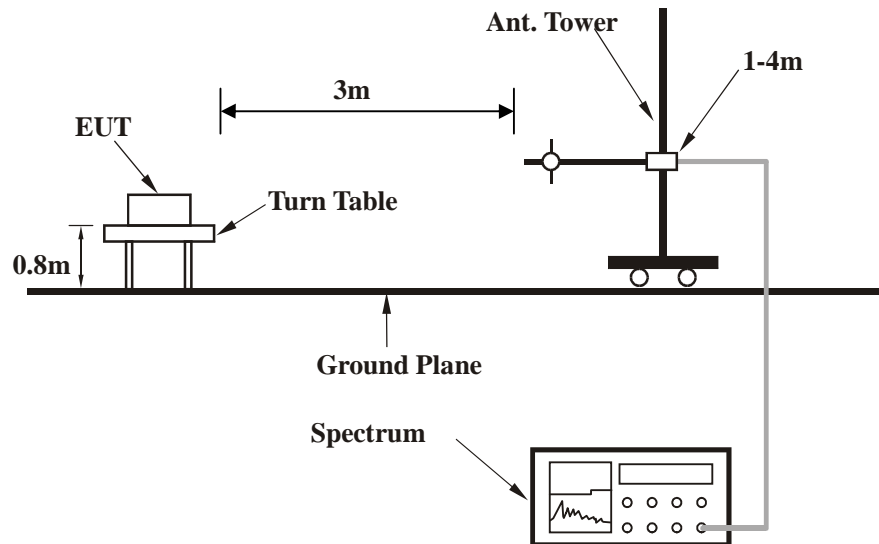 Ant. Tower
1-4m
3m
EUT
Turn Table
0.8m
Ground Plane
Spectrum